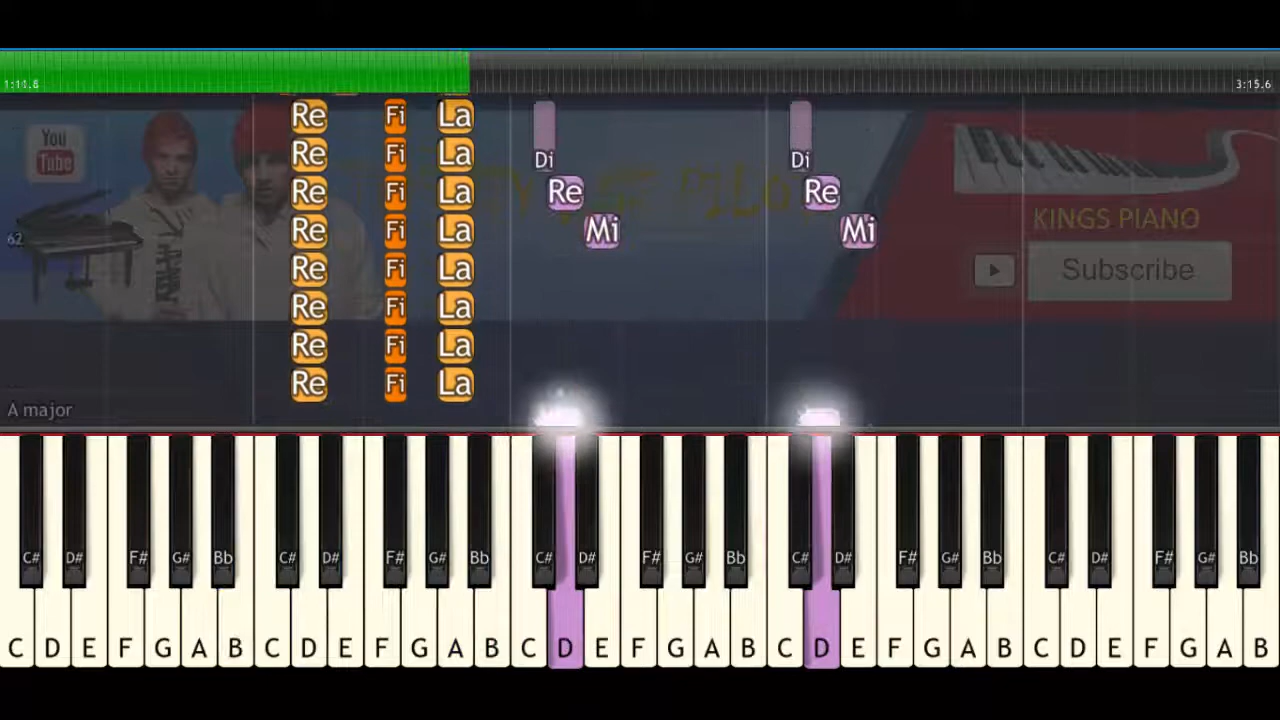 1:11.6 3:15.6
You
Tube
Re Fi La
Re Fi La Di Di
Re Fi La Re Re
Re Fi La Mi Mi
Re Fi La
Re Fi La
Re Fi La
Re Fi La
KINGS PIANO
Subscribe
62
A major
C# D# F# G# Bb C# D# F# G# Bb C# D# F# G# Bb C# D# F# G# Bb C# D# F# G# Bb
C D E F G A B C D E F G A B C D E F G A B C D E F G A B C D E F G A B